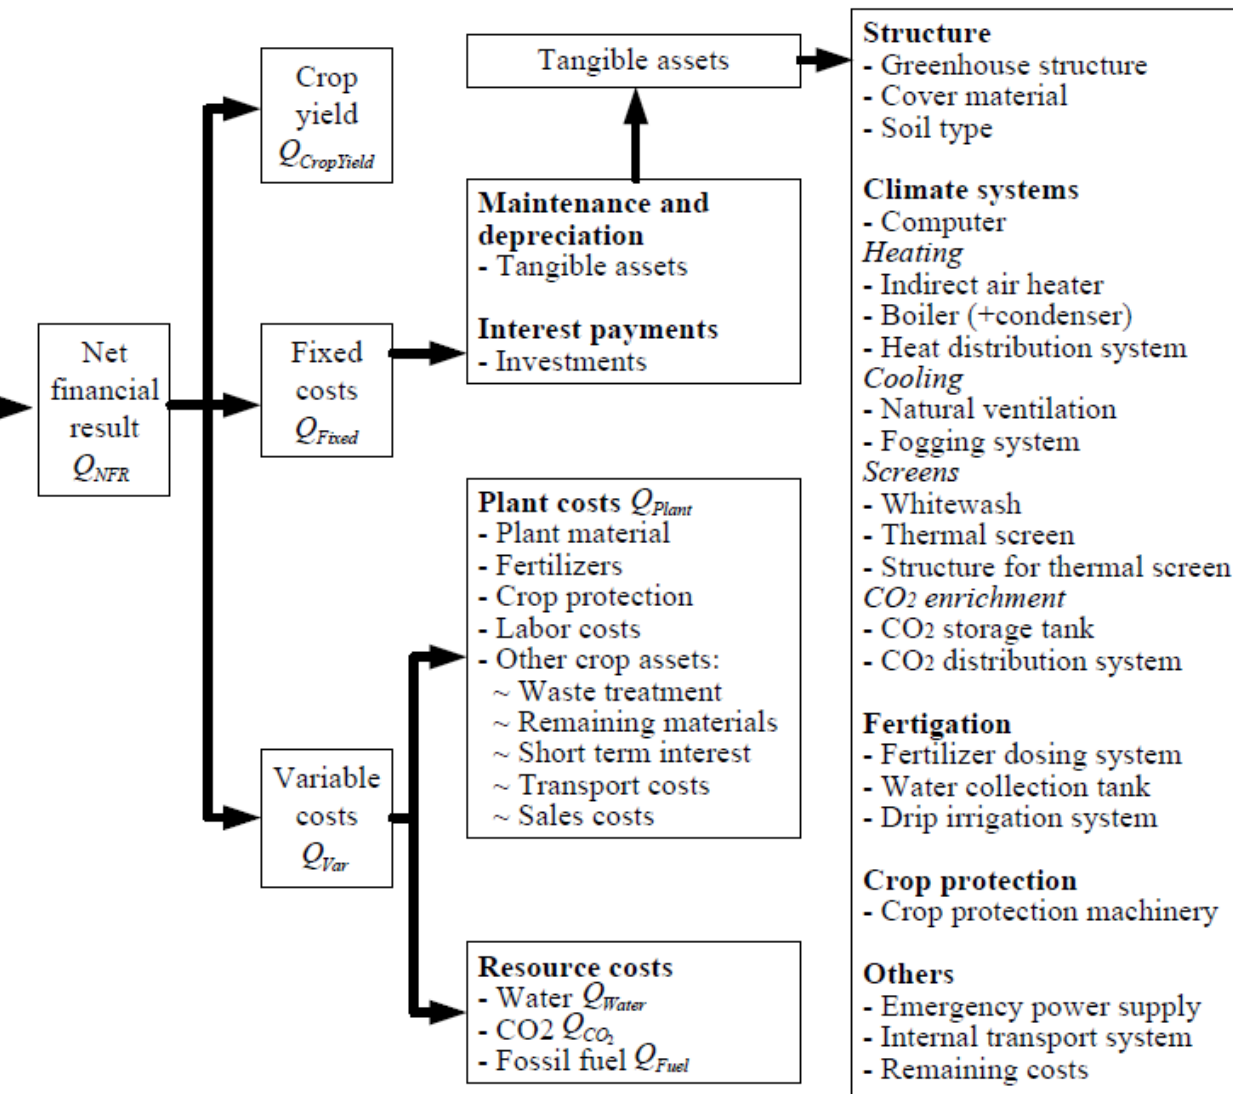 Net
financial
result
Q_NFR
Crop
yield
Q_CropYield
Fixed
costs
Q_Fixed
Variable
costs
Q_Var
Tangible assets
Maintenance and
depreciation
- Tangible assets
Interest payments
- Investments
Plant costs Q_Plant
- Plant material
- Fertilizers
- Crop protection
- Labor costs
- Other crop assets:
~ Waste treatment
~ Remaining materials
~ Short term interest
~ Transport costs
~ Sales costs
Resource costs
- Water Q_Water
- CO2 Q_CO₂
- Fossil fuel Q_Fuel
Structure
- Greenhouse structure
- Cover material
- Soil type
Climate systems
- Computer
Heating
- Indirect air heater
- Boiler (+condenser)
- Heat distribution system
Cooling
- Natural ventilation
- Fogging system
Screens
- Whitewash
- Thermal screen
- Structure for thermal screen
CO2 enrichment
- CO2 storage tank
- CO2 distribution system
Fertigation
- Fertilizer dosing system
- Water collection tank
- Drip irrigation system
Crop protection
- Crop protection machinery
Others
- Emergency power supply
- Internal transport system
- Remaining costs